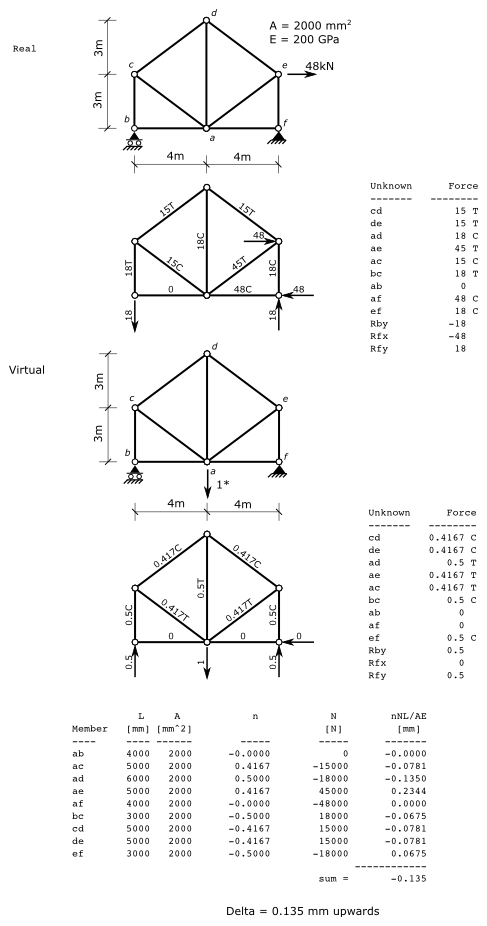 d
A = 2000 mm²
E = 200 GPa
Real
3m
48kN
c
e
3m
b
f
a
4m
4m
15T
15T
18C
48
18T
15C
45T
18C
0
48C
48
18
18
Unknown Force
------- --------
cd 15 T
de 15 T
ad 18 C
ae 45 T
ac 15 C
bc 18 T
ab 0
af 48 C
ef 18 C
Rby -18
Rfx -48
Rfy 18
Virtual
d
3m
c
e
3m
b
f
a
1*
4m
4m
0.417C
0.417C
0.5T
0.5C
0.417T
0.417T
0.5C
0
0
0
0.5
1
0.5
Unknown Force
------- --------
cd 0.4167 C
de 0.4167 C
ad 0.5 T
ae 0.4167 T
ac 0.4167 T
bc 0.5 C
ab 0
af 0
ef 0.5 C
Rby 0.5
Rfx 0
Rfy 0.5
L A n N nNL/AE
Member [mm] [mm^2] [N] [mm]
---- ---- ------ ----- ----- -------
ab 4000 2000 -0.0000 0 -0.0000
ac 5000 2000 0.4167 -15000 -0.0781
ad 6000 2000 0.5000 -18000 -0.1350
ae 5000 2000 0.4167 45000 0.2344
af 4000 2000 -0.0000 -48000 0.0000
bc 3000 2000 -0.5000 18000 -0.0675
cd 5000 2000 -0.4167 15000 -0.0781
de 5000 2000 -0.4167 15000 -0.0781
ef 3000 2000 -0.5000 -18000 0.0675
------------
sum = -0.135
Delta = 0.135 mm upwards